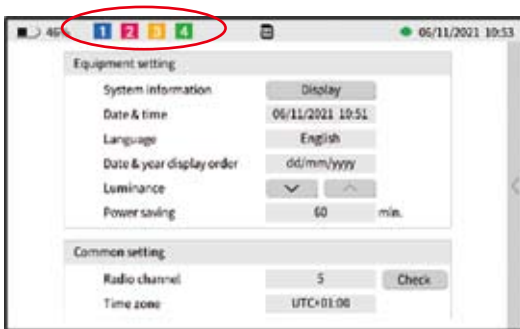 46% 1 2 3 4 06/11/2021 10:53
Equipment setting
System information Display
Date & time 06/11/2021 10:51
Language English
Date & year display order dd/mm/yyyy
Luminance
Power saving 60 min.
Common setting
Radio channel 5 Check
Time zone UTC+01:00